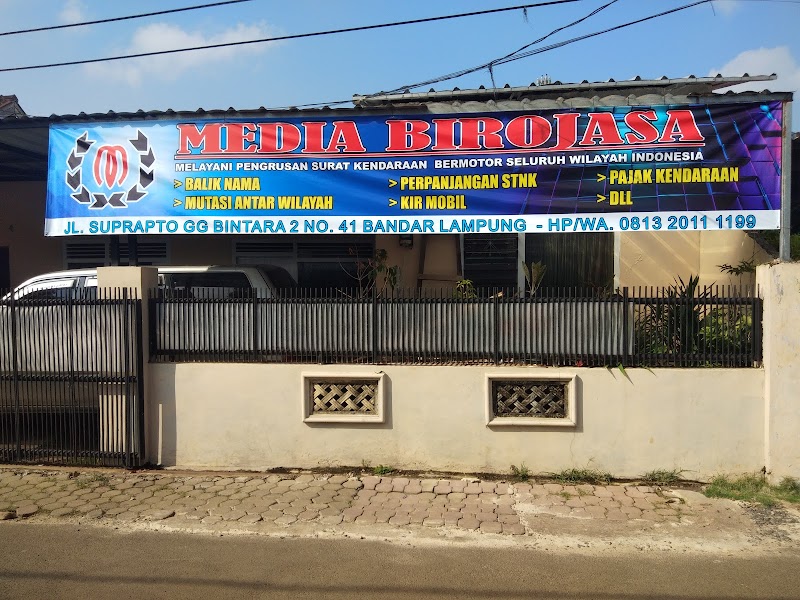 MEDIA BIROJASA
MELAYANI PENGRUSAN SURAT KENDARAAN BERMOTOR SELURUH WILAYAH INDONESIA
> BALIK NAMA > PERPANJANGAN STNK > PAJAK KENDARAAN
> MUTASI ANTAR WILAYAH > KIR MOBIL > DLL
JL. SUPRAPTO GG BINTARA 2 NO. 41 BANDAR LAMPUNG - HP/WA. 0813 2011 1199